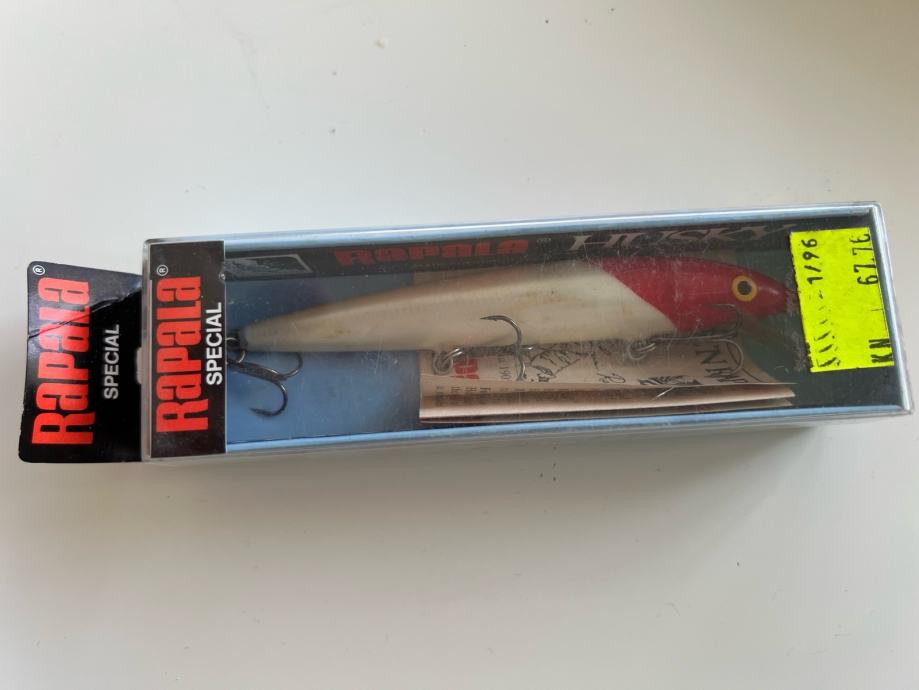 RAPALA®
SPECIAL
RAPALA®
SPECIAL
RAPALA®
HUSKY
1/96
67.76
KN